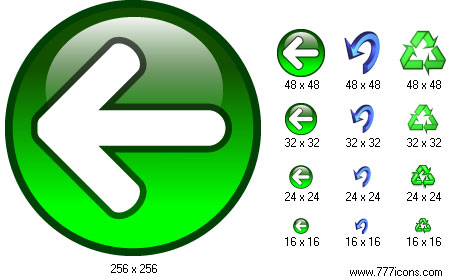 48 x 48 48 x 48 48 x 48
32 x 32 32 x 32 32 x 32
24 x 24 24 x 24 24 x 24
16 x 16 16 x 16 16 x 16
256 x 256
www.777icons.com